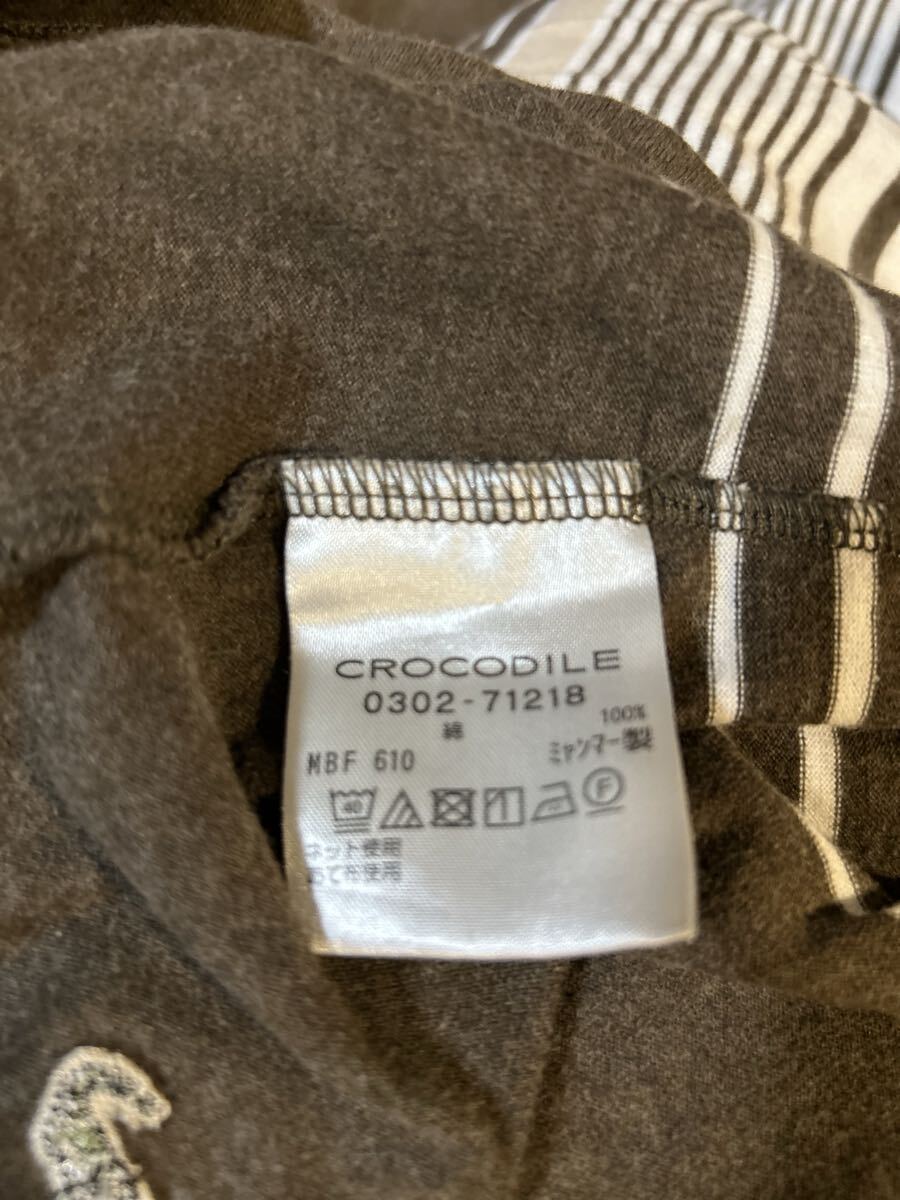 CROCODILE
0302-71218
綿 100%
MBF 610 ミャンマー製
40 F
ネット使用
あて布使用